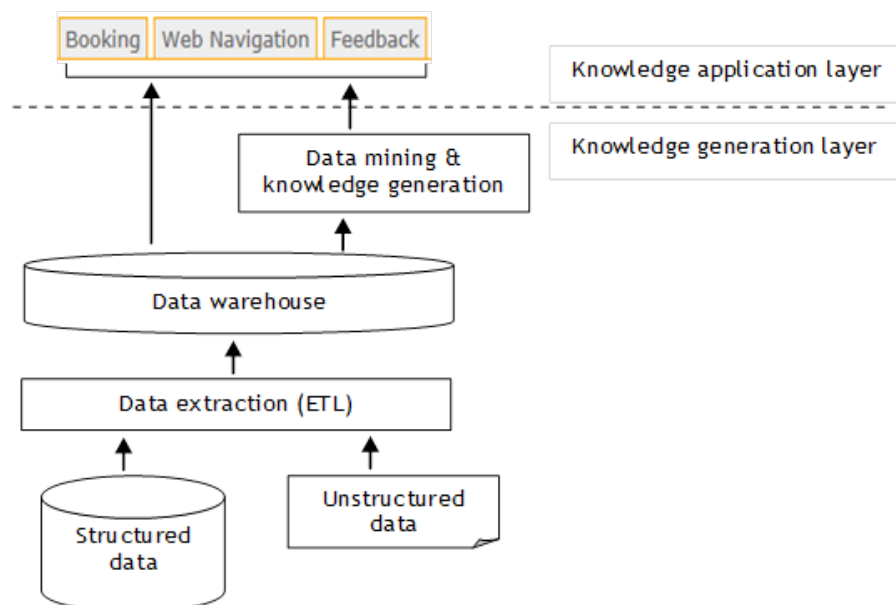 Booking Web Navigation Feedback
Knowledge application layer
Knowledge generation layer
Data mining &
knowledge generation
Data warehouse
Data extraction (ETL)
Structured
data
Unstructured
data